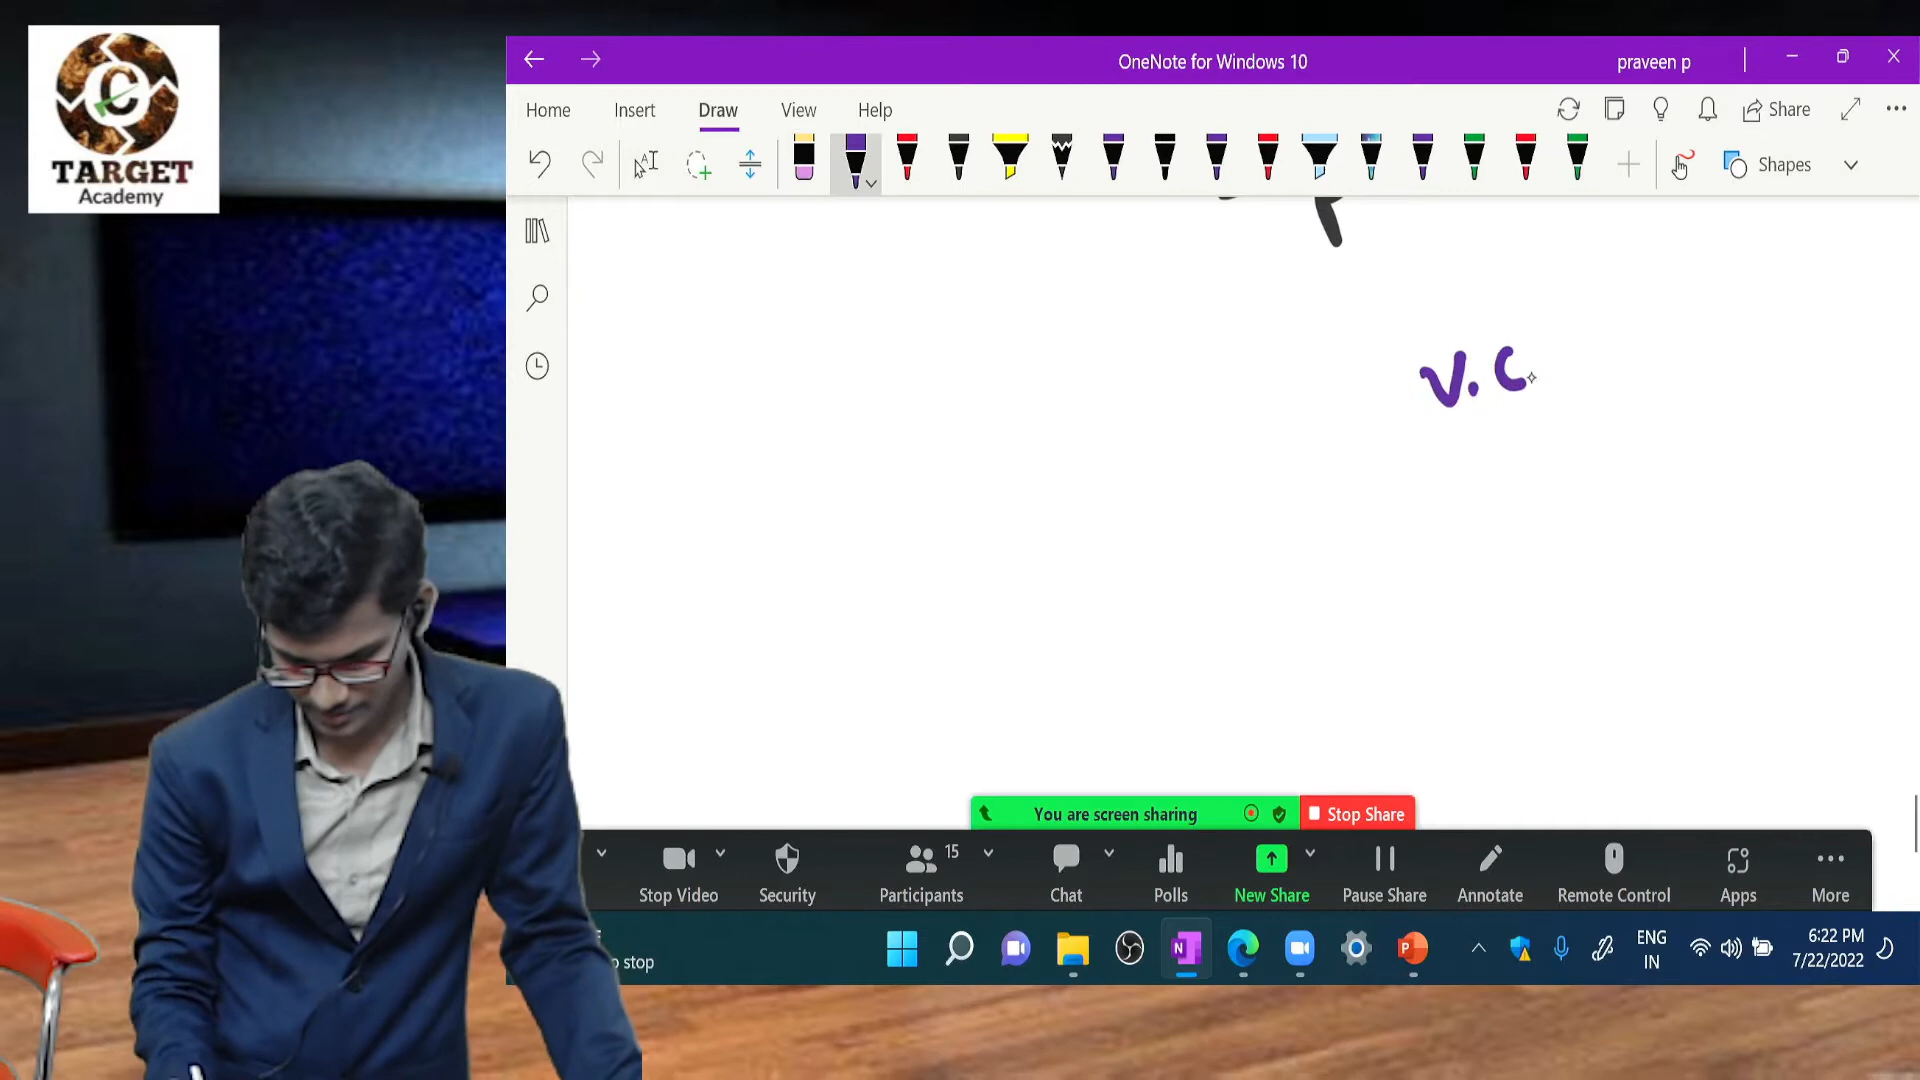 TARGET
Academy
OneNote for Windows 10
praveen p
Home Insert Draw View Help
Share
Shapes
V. C
You are screen sharing
Stop Share
15
Stop Video Security Participants Chat Polls New Share Pause Share Annotate Remote Control Apps More
o stop
ENG
IN
6:22 PM
7/22/2022